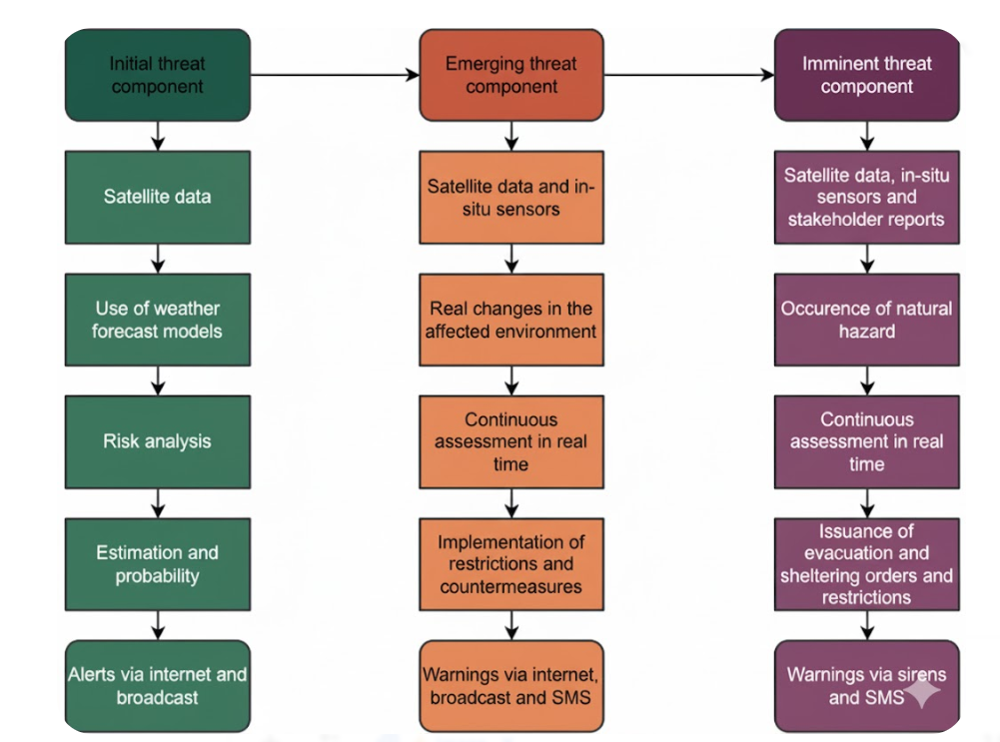 Initial threat
component
Emerging threat
component
Imminent threat
component
Satellite data
Satellite data and in-
situ sensors
Satellite data, in-situ
sensors and
stakeholder reports
Use of weather
forecast models
Real changes in the
affected environment
Occurence of natural
hazard
Risk analysis
Continuous
assessment in real
time
Continuous
assessment in real
time
Estimation and
probability
Implementation of
restrictions and
countermeasures
Issuance of
evacuation and
sheltering orders and
restrictions
Alerts via internet and
broadcast
Warnings via internet,
broadcast and SMS
Warnings via sirens
and SMS